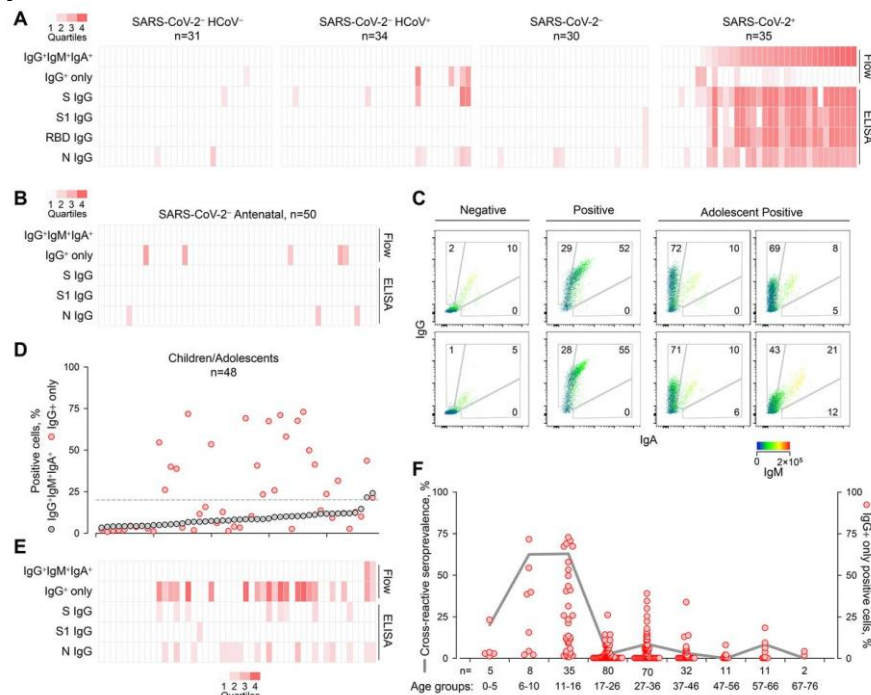 A
1 2 3 4
Quartiles
SARS-CoV-2⁻ HCoV⁻
n=31
SARS-CoV-2⁻ HCoV⁺
n=34
SARS-CoV-2⁻
n=30
SARS-CoV-2⁺
n=35
IgG⁺IgM⁺IgA⁺
IgG⁺ only
S IgG
S1 IgG
RBD IgG
N IgG
Flow
ELISA
B
1 2 3 4
Quartiles
SARS-CoV-2⁻ Antenatal, n=50
IgG⁺IgM⁺IgA⁺
IgG⁺ only
S IgG
S1 IgG
N IgG
Flow
ELISA
C
Negative
Positive
Adolescent Positive
2 10 0
29 52 0
72 10 0
69 8 5
1 5 0
28 55 0
71 10 6
43 21 12
IgG
IgA
0 2×10⁵
IgM
D
Children/Adolescents
n=48
Positive cells, %
IgG⁺IgM⁺IgA⁺
IgG+ only
100
75
50
25
0
E
IgG⁺IgM⁺IgA⁺
IgG⁺ only
S IgG
S1 IgG
N IgG
Flow
ELISA
1 2 3 4
Quartiles
F
Cross-reactive seroprevalence, %
100
75
50
25
0
100
75
50
25
0
IgG+ only positive cells, %
n= 5 8 35 80 70 32 11 11 2
Age groups: 0-5 6-10 11-16 17-26 27-36 37-46 47-56 57-66 67-76